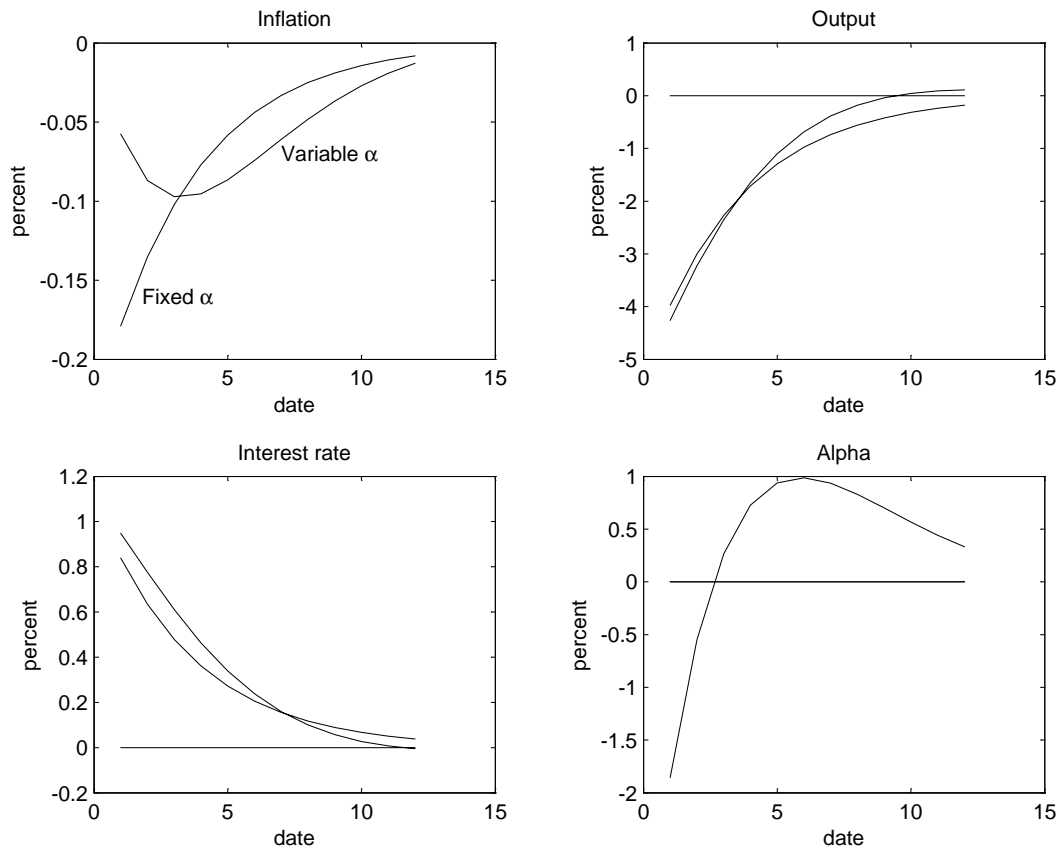 Inflation
0
-0.05
-0.1
-0.15
-0.2
percent
Variable α
Fixed α
0 5 10 15
date
Output
1
0
-1
-2
-3
-4
-5
percent
0 5 10 15
date
Interest rate
1.2
1
0.8
0.6
0.4
0.2
0
-0.2
percent
0 5 10 15
date
Alpha
1
0.5
0
-0.5
-1
-1.5
-2
percent
0 5 10 15
date